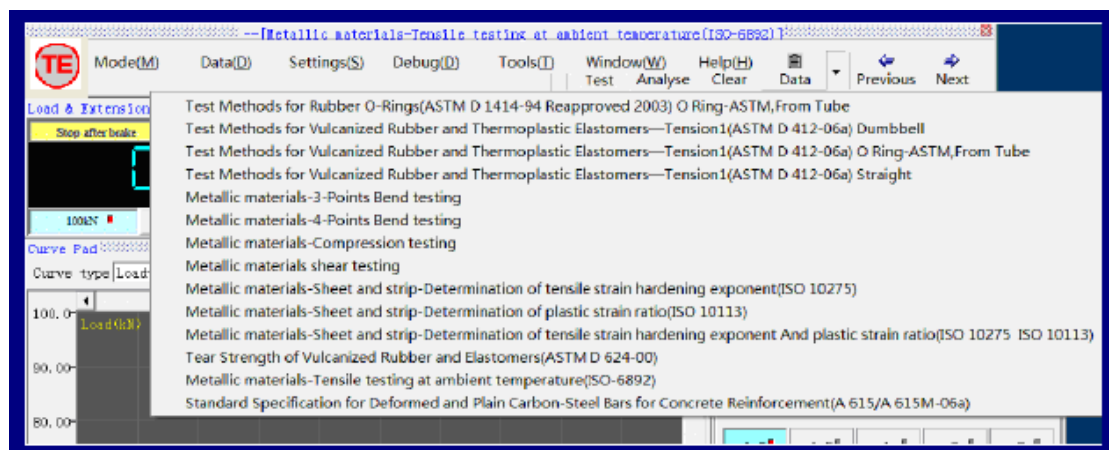 --[Metallic materials-Tensile testing at ambient temperature(ISO-6892)]
TE
Mode(M) Data(D) Settings(S) Debug(D) Tools(T) Window(W) Help(H)
Test Analyse Clear Data Previous Next
Load & Extension
Stop after brake
100kN
Curve Pad
Curve type Load
100.0
Load(kN)
90.00
80.00
Test Methods for Rubber O-Rings(ASTM D 1414-94 Reapproved 2003) O Ring-ASTM,From Tube
Test Methods for Vulcanized Rubber and Thermoplastic Elastomers—Tension1(ASTM D 412-06a) Dumbbell
Test Methods for Vulcanized Rubber and Thermoplastic Elastomers—Tension1(ASTM D 412-06a) O Ring-ASTM,From Tube
Test Methods for Vulcanized Rubber and Thermoplastic Elastomers—Tension1(ASTM D 412-06a) Straight
Metallic materials-3-Points Bend testing
Metallic materials-4-Points Bend testing
Metallic materials-Compression testing
Metallic materials shear testing
Metallic materials-Sheet and strip-Determination of tensile strain hardening exponent(ISO 10275)
Metallic materials-Sheet and strip-Determination of plastic strain ratio(ISO 10113)
Metallic materials-Sheet and strip-Determination of tensile strain hardening exponent And plastic strain ratio(ISO 10275 ISO 10113)
Tear Strength of Vulcanized Rubber and Elastomers(ASTM D 624-00)
Metallic materials-Tensile testing at ambient temperature(ISO-6892)
Standard Specification for Deformed and Plain Carbon-Steel Bars for Concrete Reinforcement(A 615/A 615M-06a)